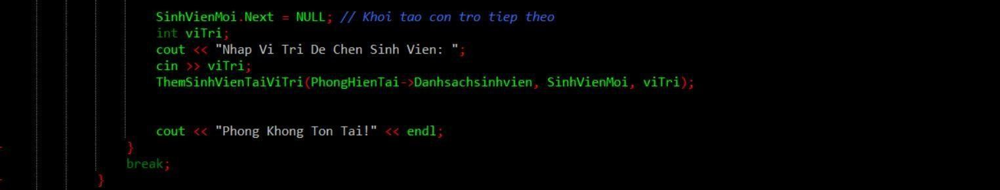 SinhVienMoi.Next = NULL; // Khoi tao con tro tiep theo
int viTri;
cout << "Nhap Vi Tri De Chen Sinh Vien: ";
cin >> viTri;
ThemSinhVienTaiViTri(PhongHienTai->Danhsachsinhvien, SinhVienMoi, viTri);
cout << "Phong Khong Ton Tai!" << endl;
}
break;
}